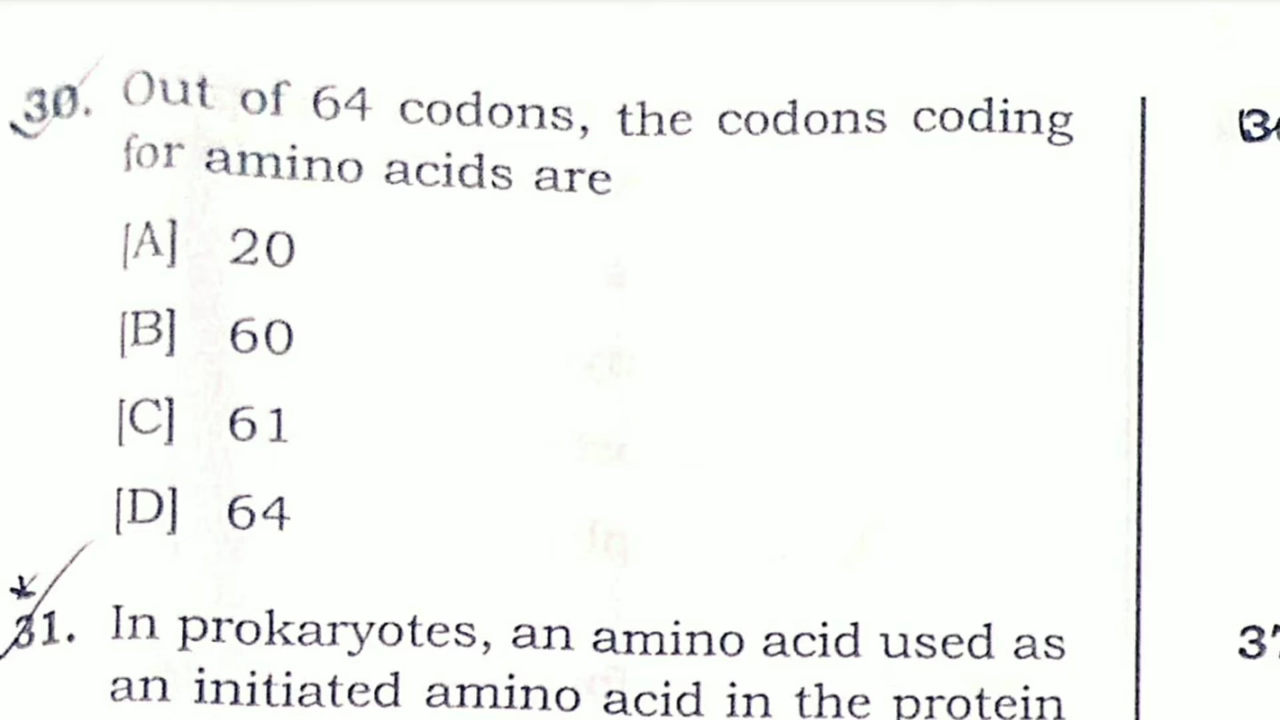 30. Out of 64 codons, the codons coding
for amino acids are
[A] 20
[B] 60
[C] 61
[D] 64
31. In prokaryotes, an amino acid used as
an initiated amino acid in the protein